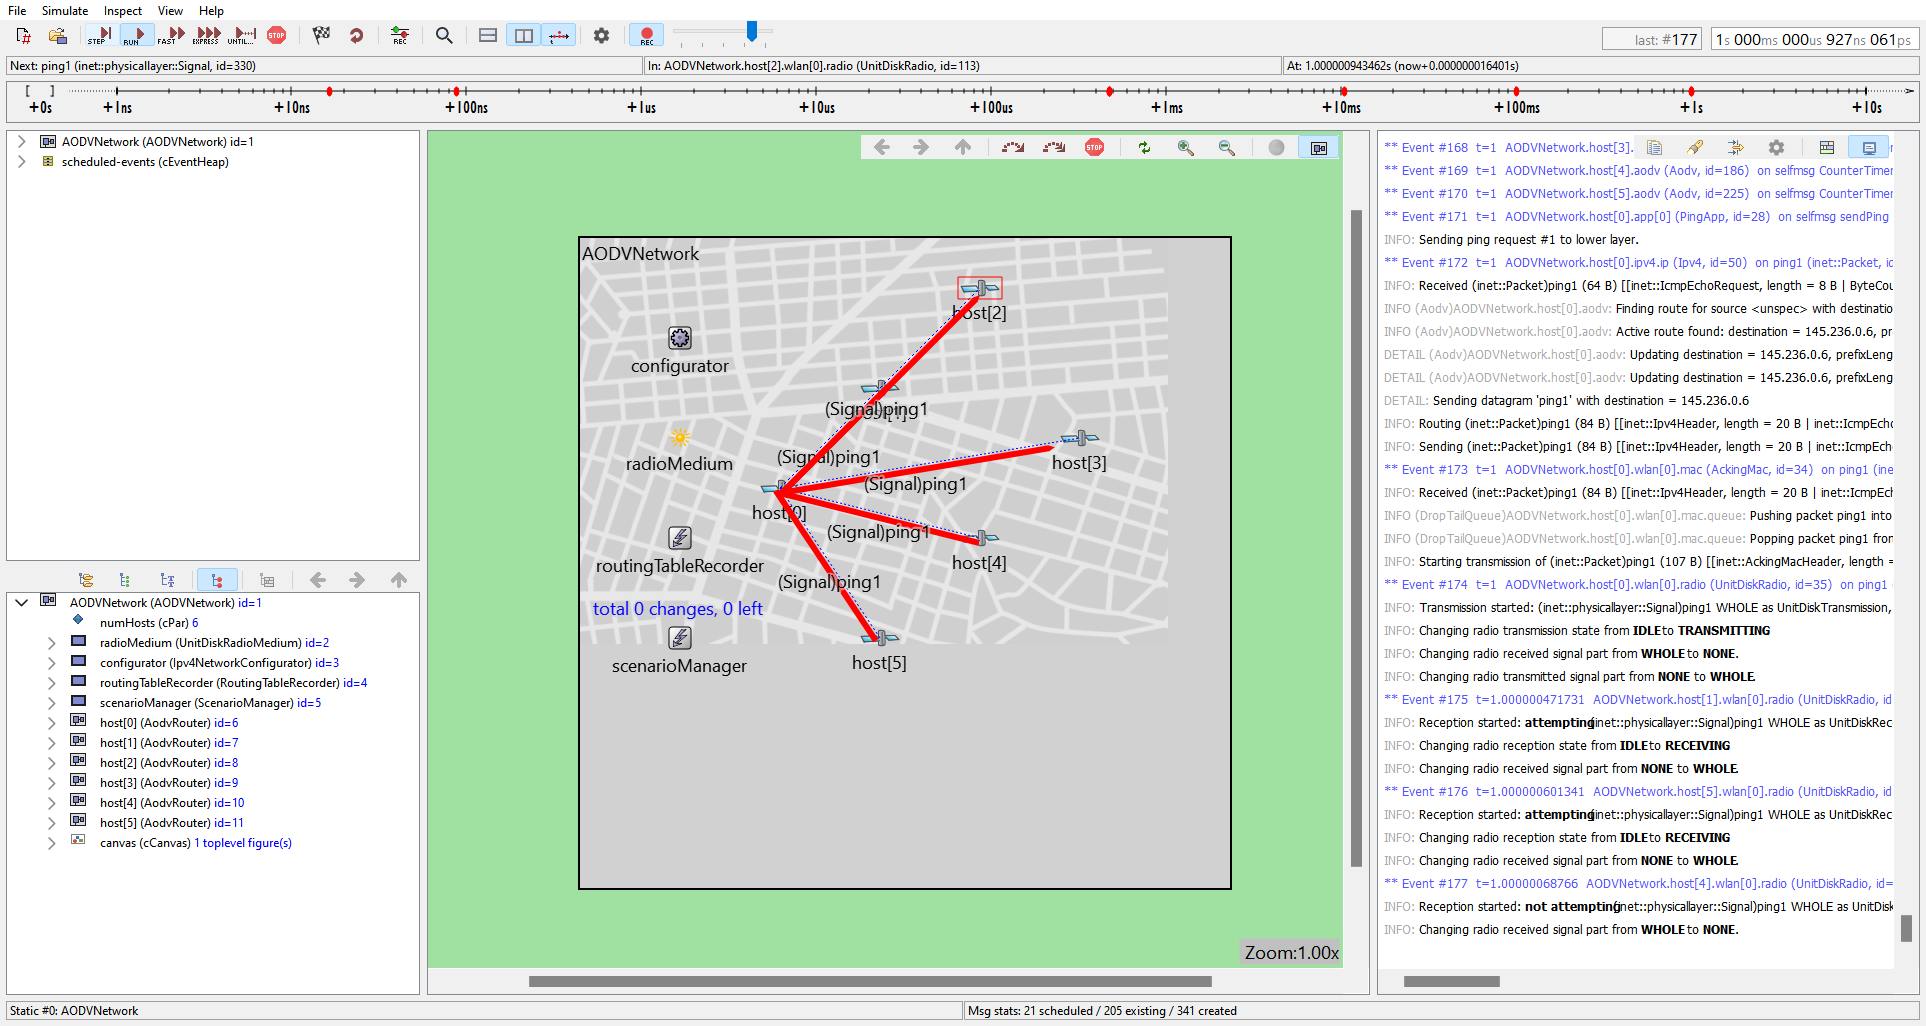 File Simulate Inspect View Help
STEP RUN FAST EXPRESS UNTIL... STOP REC REC
last: #177 1s 000ms 000us 927ns 061ps
Next: ping1 (inet::physicallayer::Signal, id=330) In: AODVNetwork.host[2].wlan[0].radio (UnitDiskRadio, id=113) At: 1.000000943462s (now+0.000000016401s)
[ ]
+0s +1ns +10ns +100ns +1us +10us +100us +1ms +10ms +100ms +1s +10s
AODVNetwork (AODVNetwork) id=1
scheduled-events (cEventHeap)
AODVNetwork (AODVNetwork) id=1
numHosts (cPar) 6
radioMedium (UnitDiskRadioMedium) id=2
configurator (Ipv4NetworkConfigurator) id=3
routingTableRecorder (RoutingTableRecorder) id=4
scenarioManager (ScenarioManager) id=5
host[0] (AodvRouter) id=6
host[1] (AodvRouter) id=7
host[2] (AodvRouter) id=8
host[3] (AodvRouter) id=9
host[4] (AodvRouter) id=10
host[5] (AodvRouter) id=11
canvas (cCanvas) 1 toplevel figure(s)
STOP
AODVNetwork
host[2]
configurator
(Signal)ping1
(Signal)ping1
radioMedium
host[3]
(Signal)ping1
host[0]
(Signal)ping1
routingTableRecorder
host[4]
(Signal)ping1
total 0 changes, 0 left
scenarioManager
host[5]
Zoom:1.00x
** Event #168 t=1 AODVNetwork.host[3].
** Event #169 t=1 AODVNetwork.host[4].aodv (Aodv, id=186) on selfmsg CounterTimer
** Event #170 t=1 AODVNetwork.host[5].aodv (Aodv, id=225) on selfmsg CounterTimer
** Event #171 t=1 AODVNetwork.host[0].app[0] (PingApp, id=28) on selfmsg sendPing
INFO: Sending ping request #1 to lower layer.
** Event #172 t=1 AODVNetwork.host[0].ipv4.ip (Ipv4, id=50) on ping1 (inet::Packet, id
INFO: Received (inet::Packet)ping1 (64 B) [[inet::IcmpEchoRequest, length = 8 B | ByteCou
INFO (Aodv)AODVNetwork.host[0].aodv: Finding route for source <unspec> with destinatio
INFO (Aodv)AODVNetwork.host[0].aodv: Active route found: destination = 145.236.0.6, pr
DETAIL (Aodv)AODVNetwork.host[0].aodv: Updating destination = 145.236.0.6, prefixLeng
DETAIL (Aodv)AODVNetwork.host[0].aodv: Updating destination = 145.236.0.6, prefixLeng
DETAIL: Sending datagram 'ping1' with destination = 145.236.0.6
INFO: Routing (inet::Packet)ping1 (84 B) [[inet::Ipv4Header, length = 20 B | inet::IcmpEch
INFO: Sending (inet::Packet)ping1 (84 B) [[inet::Ipv4Header, length = 20 B | inet::IcmpEch
** Event #173 t=1 AODVNetwork.host[0].wlan[0].mac (AckingMac, id=34) on ping1 (ine
INFO: Received (inet::Packet)ping1 (84 B) [[inet::Ipv4Header, length = 20 B | inet::IcmpEch
INFO (DropTailQueue)AODVNetwork.host[0].wlan[0].mac.queue: Pushing packet ping1 into
INFO (DropTailQueue)AODVNetwork.host[0].wlan[0].mac.queue: Popping packet ping1 fron
INFO: Starting transmission of (inet::Packet)ping1 (107 B) [[inet::AckingMacHeader, length =
** Event #174 t=1 AODVNetwork.host[0].wlan[0].radio (UnitDiskRadio, id=35) on ping1
INFO: Transmission started: (inet::physicallayer::Signal)ping1 WHOLE as UnitDiskTransmission,
INFO: Changing radio transmission state from IDLE to TRANSMITTING
INFO: Changing radio received signal part from WHOLE to NONE.
INFO: Changing radio transmitted signal part from NONE to WHOLE.
** Event #175 t=1.000000471731 AODVNetwork.host[1].wlan[0].radio (UnitDiskRadio, id
INFO: Reception started: attempting (inet::physicallayer::Signal)ping1 WHOLE as UnitDiskRec
INFO: Changing radio reception state from IDLE to RECEIVING
INFO: Changing radio received signal part from NONE to WHOLE.
** Event #176 t=1.000000601341 AODVNetwork.host[5].wlan[0].radio (UnitDiskRadio, id
INFO: Reception started: attempting (inet::physicallayer::Signal)ping1 WHOLE as UnitDiskRec
INFO: Changing radio reception state from IDLE to RECEIVING
INFO: Changing radio received signal part from NONE to WHOLE.
** Event #177 t=1.00000068766 AODVNetwork.host[4].wlan[0].radio (UnitDiskRadio, id=
INFO: Reception started: not attempting (inet::physicallayer::Signal)ping1 WHOLE as UnitDisk
INFO: Changing radio received signal part from WHOLE to NONE.
Static #0: AODVNetwork Msg stats: 21 scheduled / 205 existing / 341 created